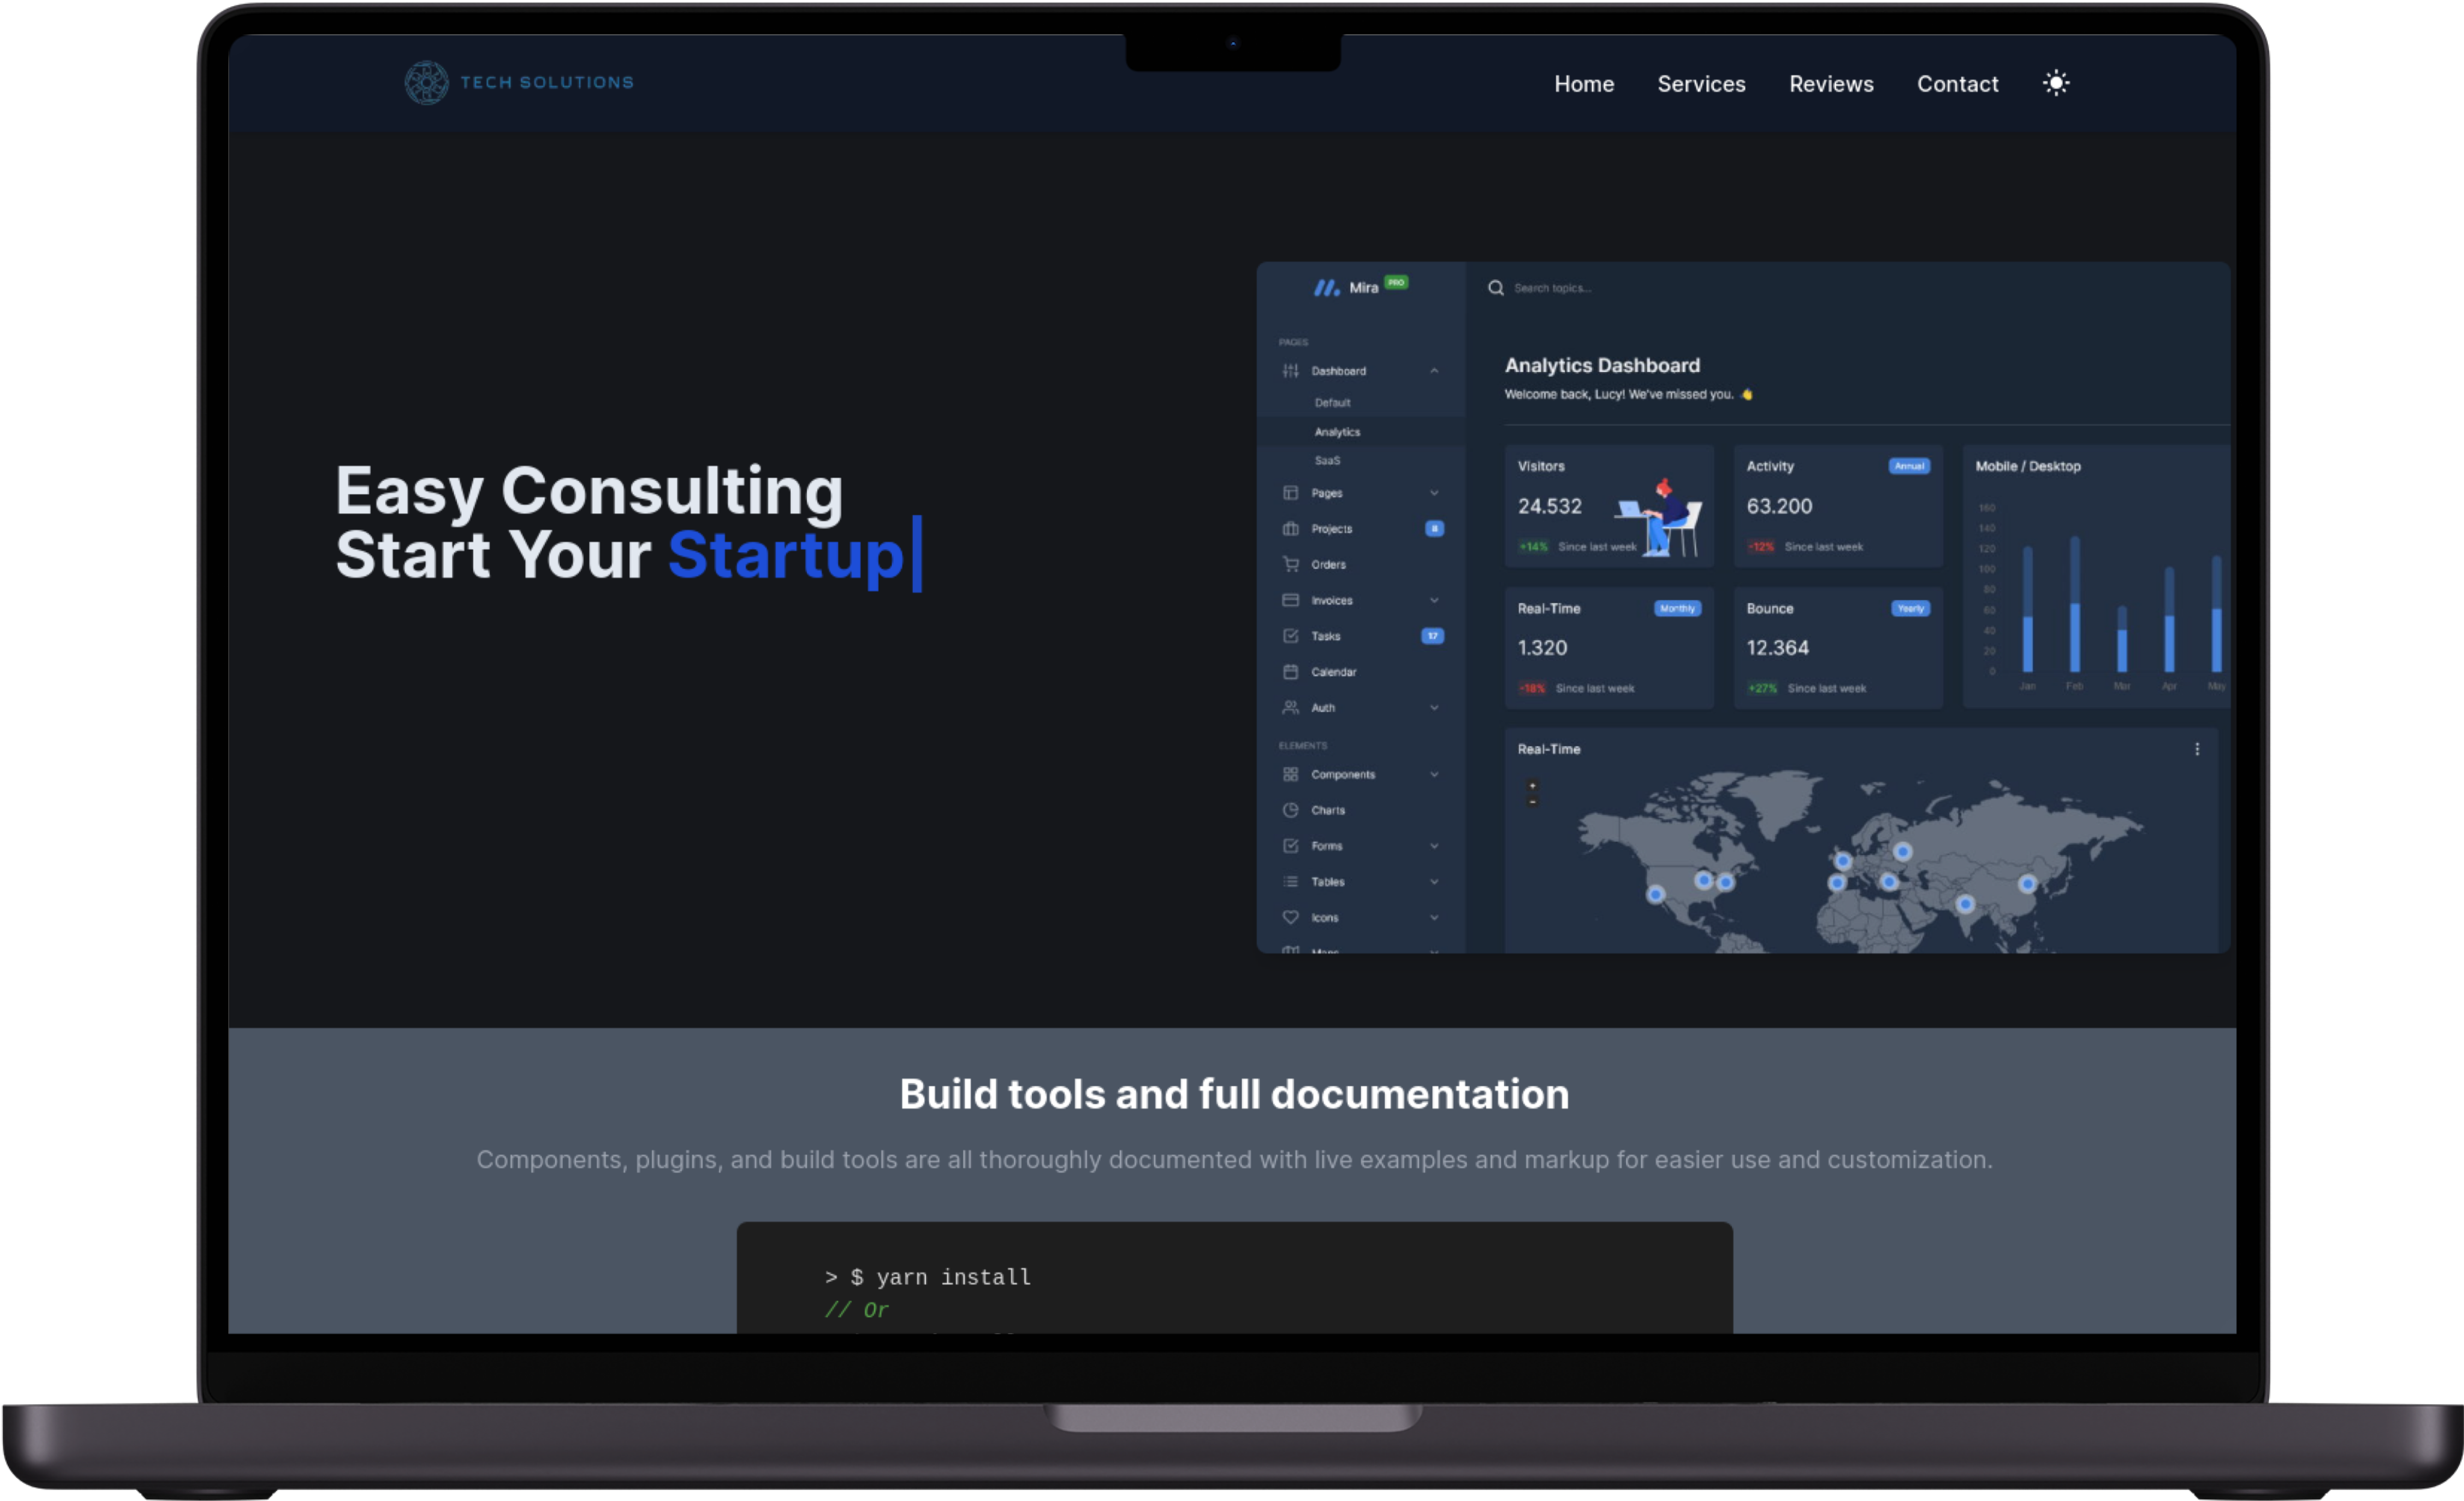 TECH SOLUTIONS
Home Services Reviews Contact
Easy Consulting
Start Your Startup
Mira PRO
Search topics...
PAGES
Dashboard
Default
Analytics
SaaS
Pages
Projects 8
Orders
Invoices
Tasks 17
Calendar
Auth
ELEMENTS
Components
Charts
Forms
Tables
Icons
Maps
Analytics Dashboard
Welcome back, Lucy! We've missed you. 👋
Visitors
24.532
+14% Since last week
Activity Annual
63.200
-12% Since last week
Mobile / Desktop
160
140
120
100
80
60
40
20
0
Jan Feb Mar Apr May
Real-Time Monthly
1.320
-18% Since last week
Bounce Yearly
12.364
+27% Since last week
Real-Time
+
-
Build tools and full documentation
Components, plugins, and build tools are all thoroughly documented with live examples and markup for easier use and customization.
> $ yarn install
// Or